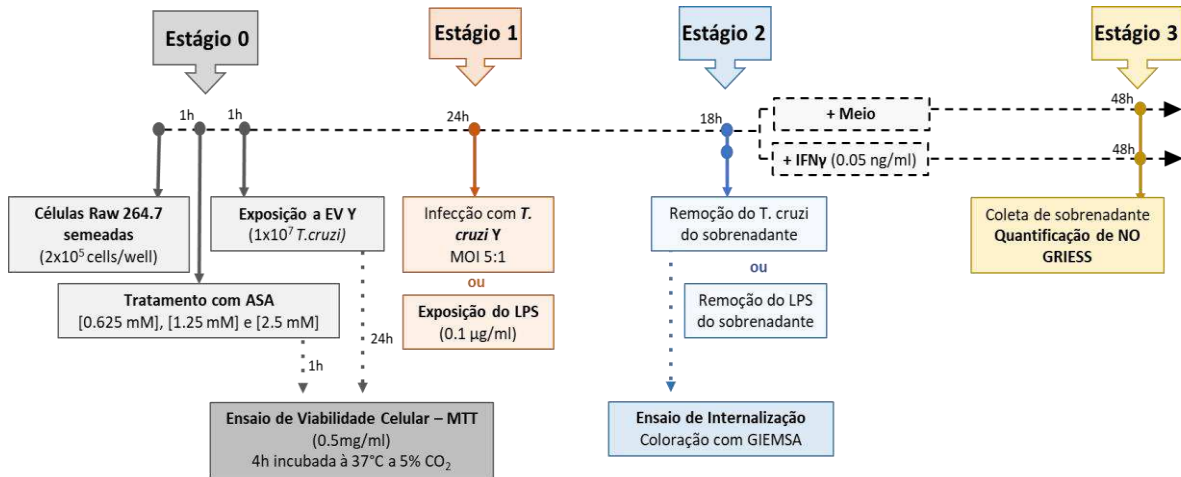 Estágio 0
Estágio 1
Estágio 2
Estágio 3
1h
1h
24h
18h
+ Meio
48h
+ IFNγ (0.05 ng/ml)
48h
Células Raw 264.7
semeadas
(2x10⁵ cells/well)
Exposição a EV Y
(1x10⁷ T.cruzi)
Infecção com T.
cruzi Y
MOI 5:1
ou
Exposição do LPS
(0.1 µg/ml)
Remoção do T. cruzi
do sobrenadante
ou
Remoção do LPS
do sobrenadante
Coleta de sobrenadante
Quantificação de NO
GRIESS
Tratamento com ASA
[0.625 mM], [1.25 mM] e [2.5 mM]
1h
24h
Ensaio de Viabilidade Celular – MTT
(0.5mg/ml)
4h incubada à 37°C a 5% CO₂
Ensaio de Internalização
Coloração com GIEMSA